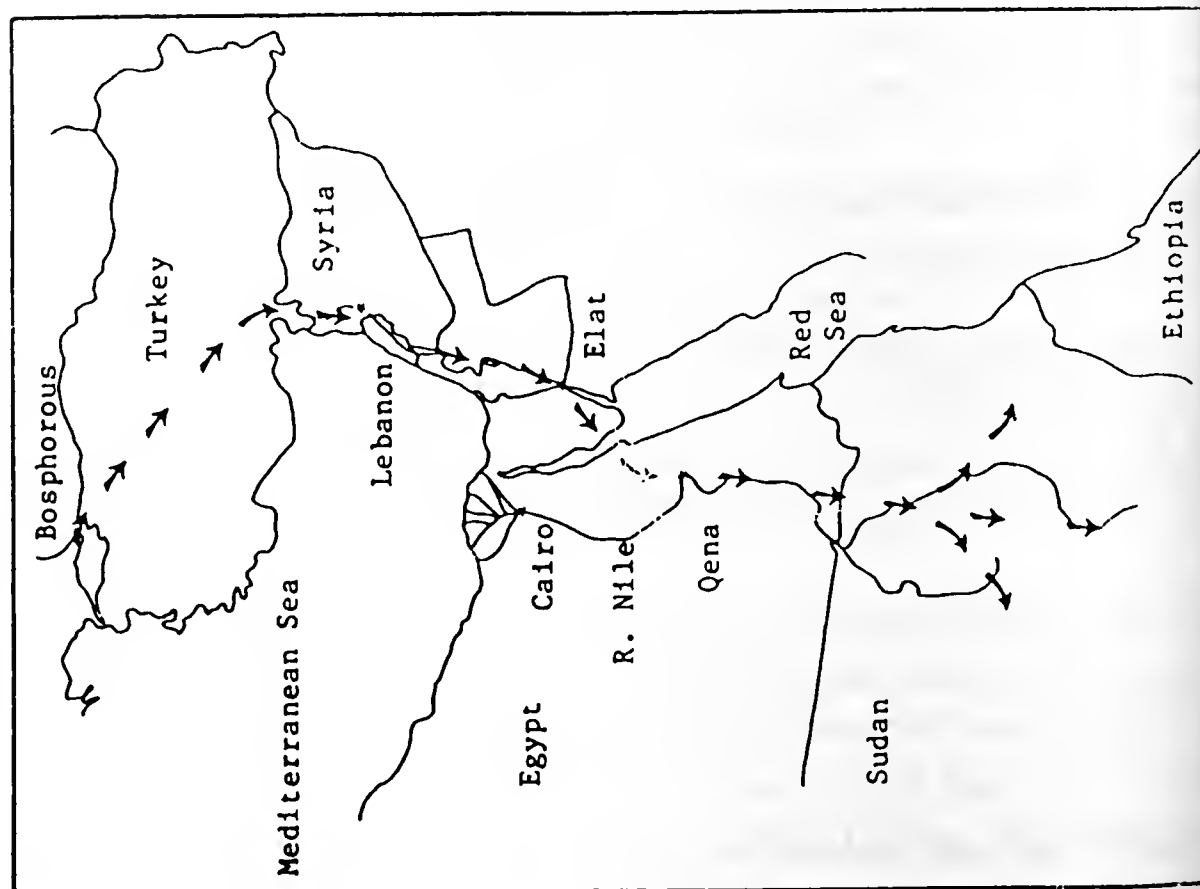 Bosphorous
Turkey
Mediterranean Sea
Syria
Lebanon
Elat
Cairo
Egypt
R. Nile
Qena
Red
Sea
Sudan
Ethiopia